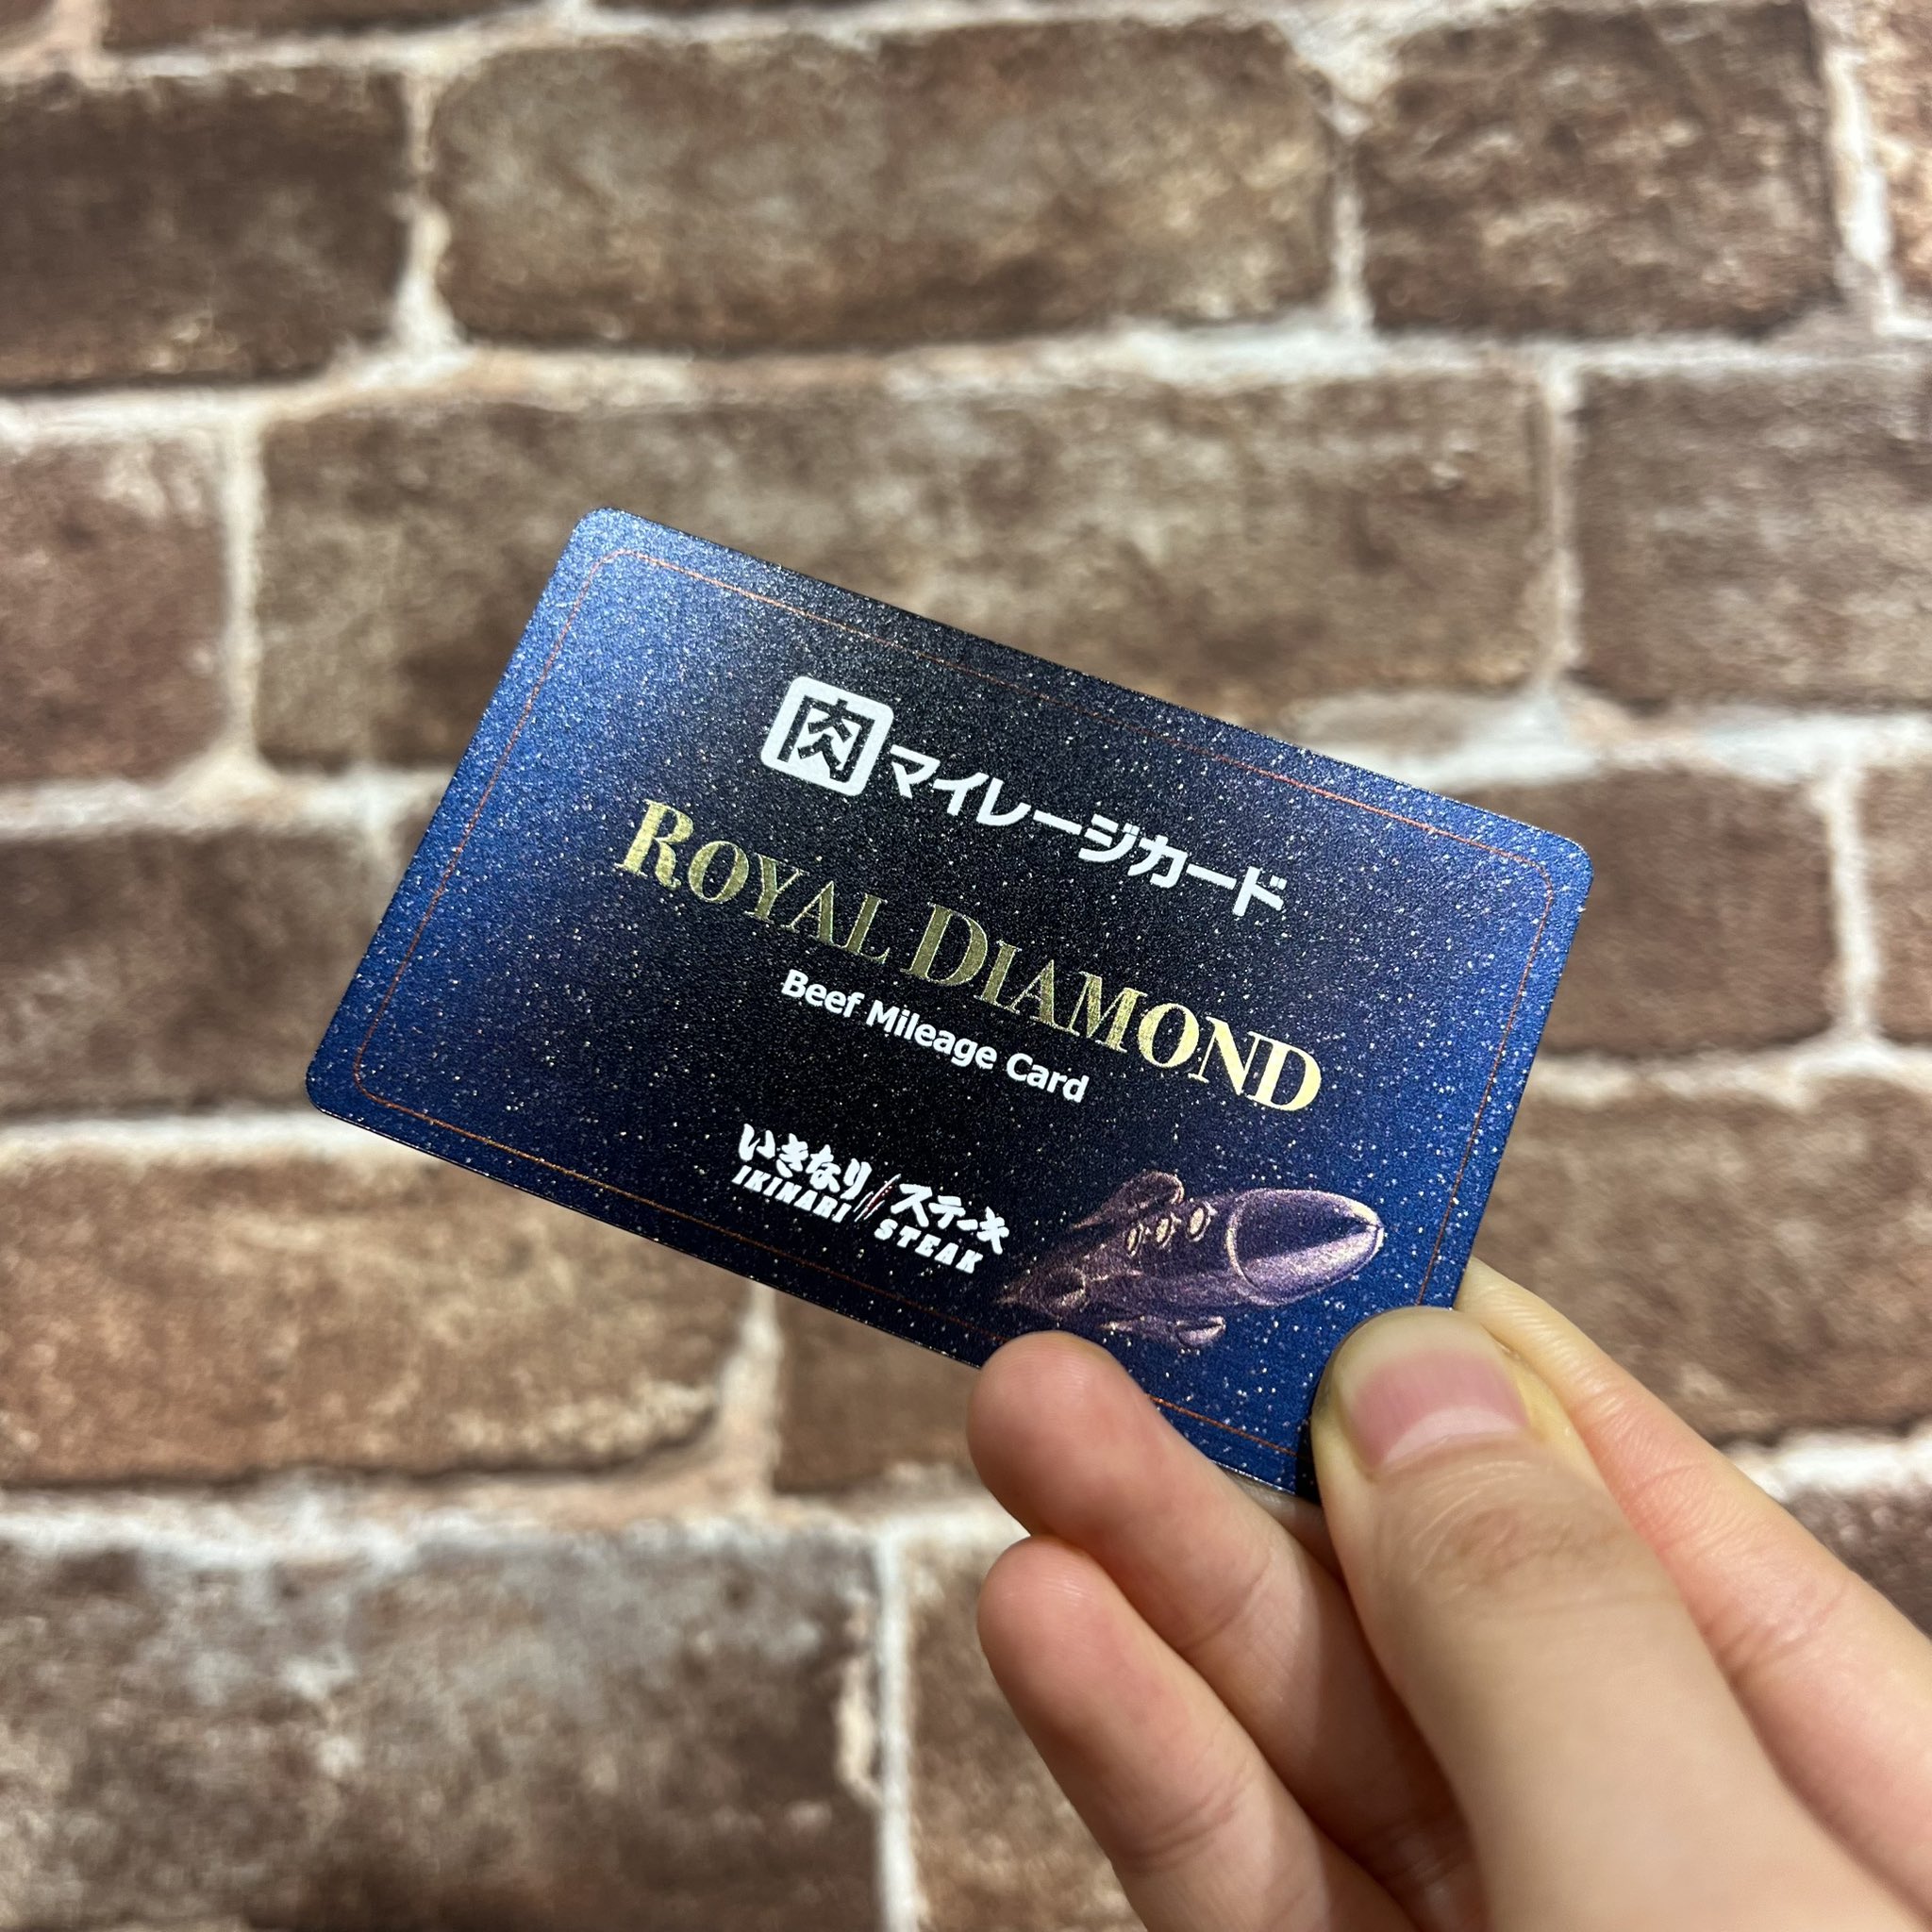 肉マイレージカード
ROYAL DIAMOND
Beef Mileage Card
いきなり/ステーキ
IKINARI STEAK